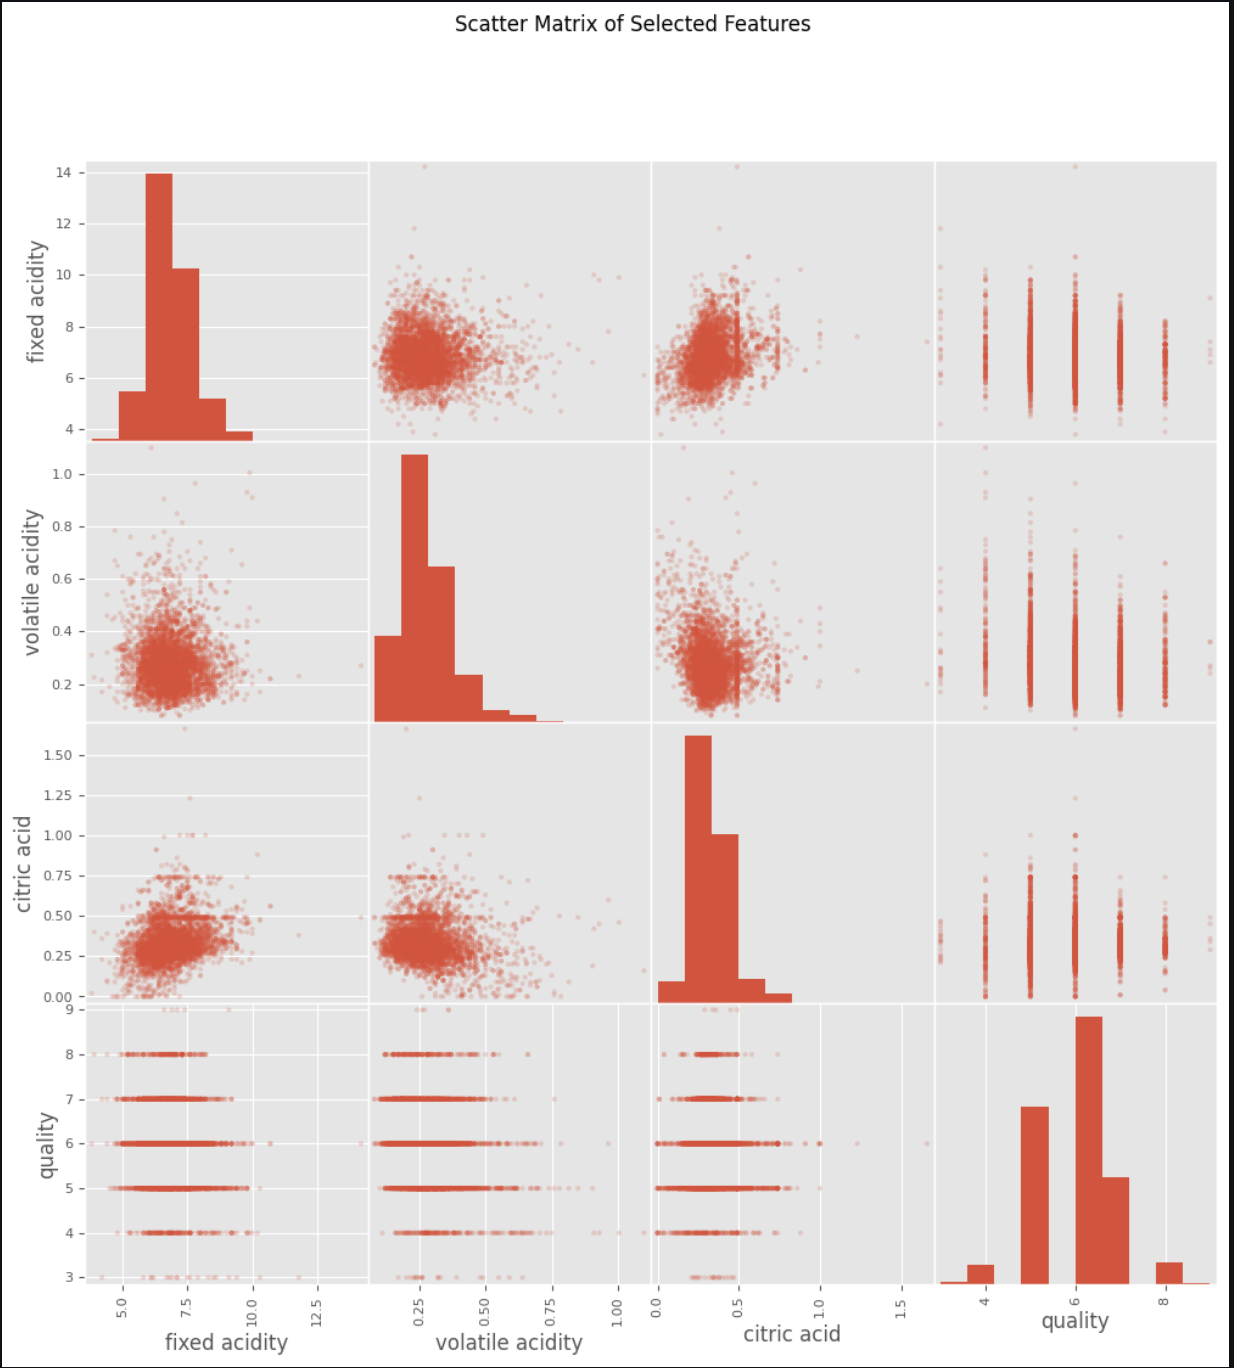 Scatter Matrix of Selected Features
fixed acidity
14
12
10
8
6
4
volatile acidity
1.0
0.8
0.6
0.4
0.2
citric acid
1.50
1.25
1.00
0.75
0.50
0.25
0.00
quality
9
8
7
6
5
4
3
5.0 7.5 10.0 12.5
fixed acidity
0.25 0.50 0.75 1.00
volatile acidity
0.0 0.5 1.0 1.5
citric acid
4 6 8
quality